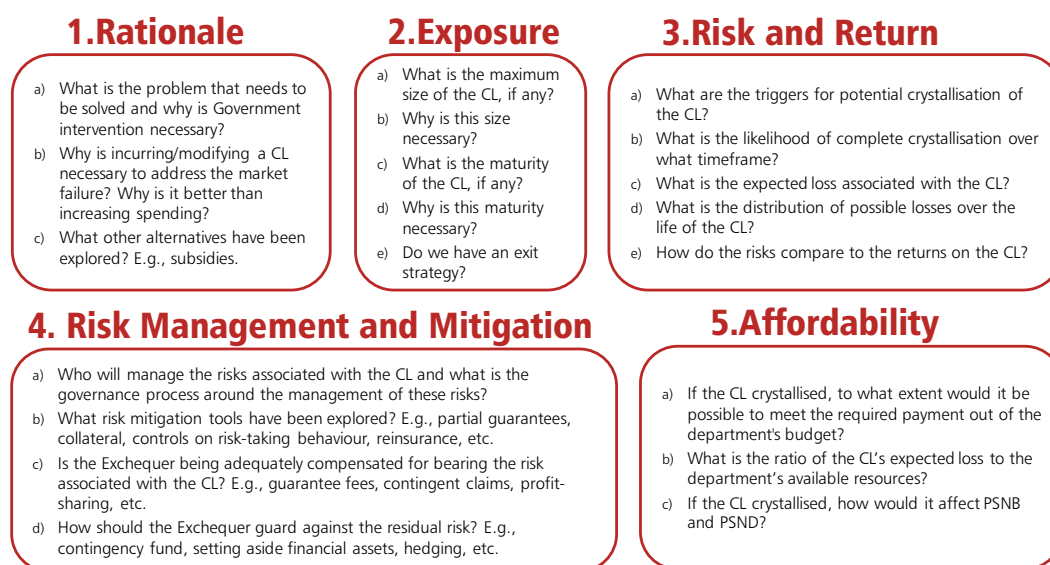 1.Rationale
a) What is the problem that needs to
be solved and why is Government
intervention necessary?
b) Why is incurring/modifying a CL
necessary to address the market
failure? Why is it better than
increasing spending?
c) What other alternatives have been
explored? E.g., subsidies.
2.Exposure
a) What is the maximum
size of the CL, if any?
b) Why is this size
necessary?
c) What is the maturity
of the CL, if any?
d) Why is this maturity
necessary?
e) Do we have an exit
strategy?
3.Risk and Return
a) What are the triggers for potential crystallisation of
the CL?
b) What is the likelihood of complete crystallisation over
what timeframe?
c) What is the expected loss associated with the CL?
d) What is the distribution of possible losses over the
life of the CL?
e) How do the risks compare to the returns on the CL?
4. Risk Management and Mitigation
a) Who will manage the risks associated with the CL and what is the
governance process around the management of these risks?
b) What risk mitigation tools have been explored? E.g., partial guarantees,
collateral, controls on risk-taking behaviour, reinsurance, etc.
c) Is the Exchequer being adequately compensated for bearing the risk
associated with the CL? E.g., guarantee fees, contingent claims, profit-
sharing, etc.
d) How should the Exchequer guard against the residual risk? E.g.,
contingency fund, setting aside financial assets, hedging, etc.
5.Affordability
a) If the CL crystallised, to what extent would it be
possible to meet the required payment out of the
department's budget?
b) What is the ratio of the CL’s expected loss to the
department’s available resources?
c) If the CL crystallised, how would it affect PSNB
and PSND?